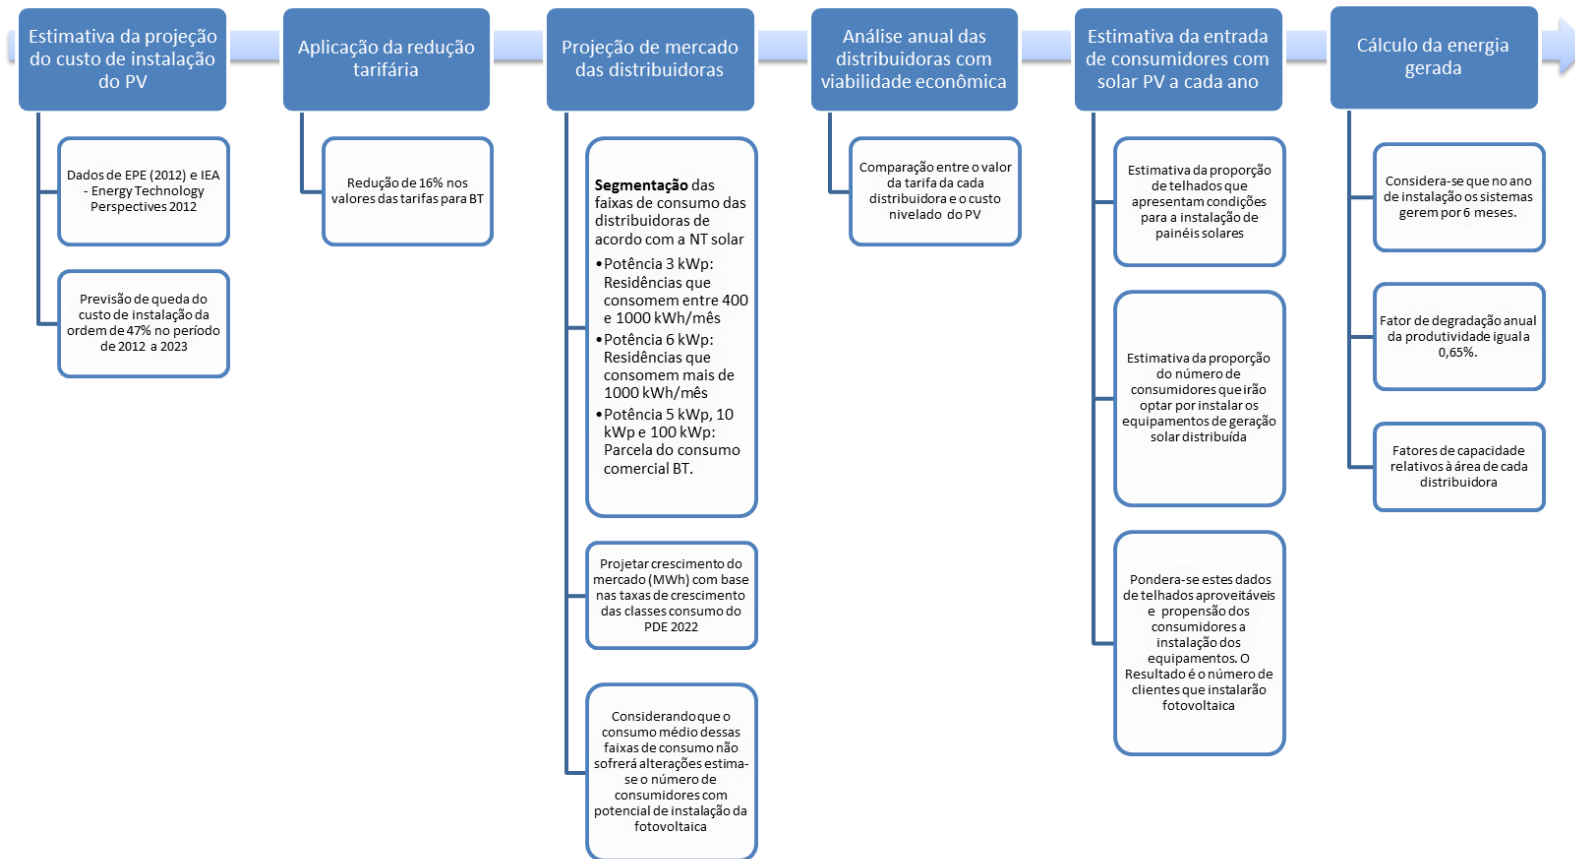 Estimativa da projeção
do custo de instalação
do PV
Dados de EPE (2012) e IEA
- Energy Technology
Perspectives 2012
Previsão de queda do
custo de instalação da
ordem de 47% no período
de 2012 a 2023
Aplicação da redução
tarifária
Redução de 16% nos
valores das tarifas para BT
Projeção de mercado
das distribuidoras
Segmentação das
faixas de consumo das
distribuidoras de
acordo com a NT solar
•Potência 3 kWp:
Residências que
consomem entre 400
e 1000 kWh/mês
•Potência 6 kWp:
Residências que
consomem mais de
1000 kWh/mês
•Potência 5 kWp, 10
kWp e 100 kWp:
Parcela do consumo
comercial BT.
Projetar crescimento do
mercado (MWh) com base
nas taxas de crescimento
das classes consumo do
PDE 2022
Considerando que o
consumo médio dessas
faixas de consumo não
sofrerá alterações estima-
se o número de
consumidores com
potencial de instalação da
fotovoltaica
Análise anual das
distribuidoras com
viabilidade econômica
Comparação entre o valor
da tarifa da cada
distribuidora e o custo
nivelado do PV
Estimativa da entrada
de consumidores com
solar PV a cada ano
Estimativa da proporção
de telhados que
apresentam condições
para a instalação de
painéis solares
Estimativa da proporção
do número de
consumidores que irão
optar por instalar os
equipamentos de geração
solar distribuída
Pondera-se estes dados
de telhados aproveitáveis
e propensão dos
consumidores a
instalação dos
equipamentos. O
Resultado é o número de
clientes que instalarão
fotovoltaica
Cálculo da energia
gerada
Considera-se que no ano
de instalação os sistemas
gerem por 6 meses.
Fator de degradação anual
da produtividade igual a
0,65%.
Fatores de capacidade
relativos à área de cada
distribuidora